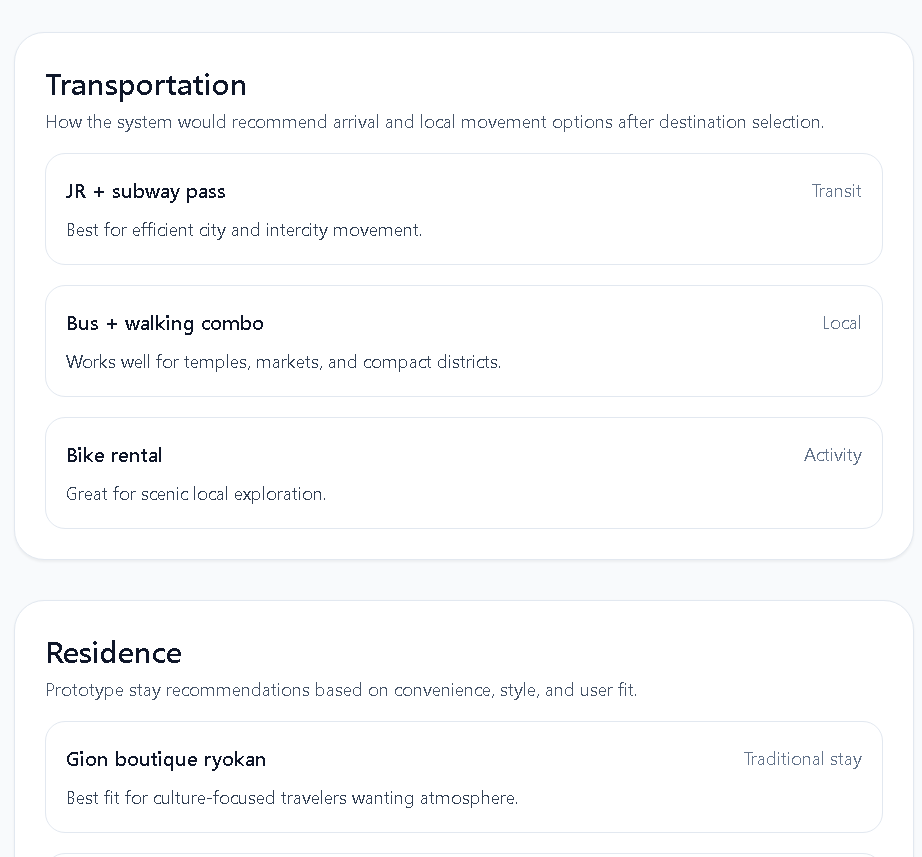 Transportation
How the system would recommend arrival and local movement options after destination selection.
JR + subway pass
Transit
Best for efficient city and intercity movement.
Bus + walking combo
Local
Works well for temples, markets, and compact districts.
Bike rental
Activity
Great for scenic local exploration.
Residence
Prototype stay recommendations based on convenience, style, and user fit.
Gion boutique ryokan
Traditional stay
Best fit for culture-focused travelers wanting atmosphere.